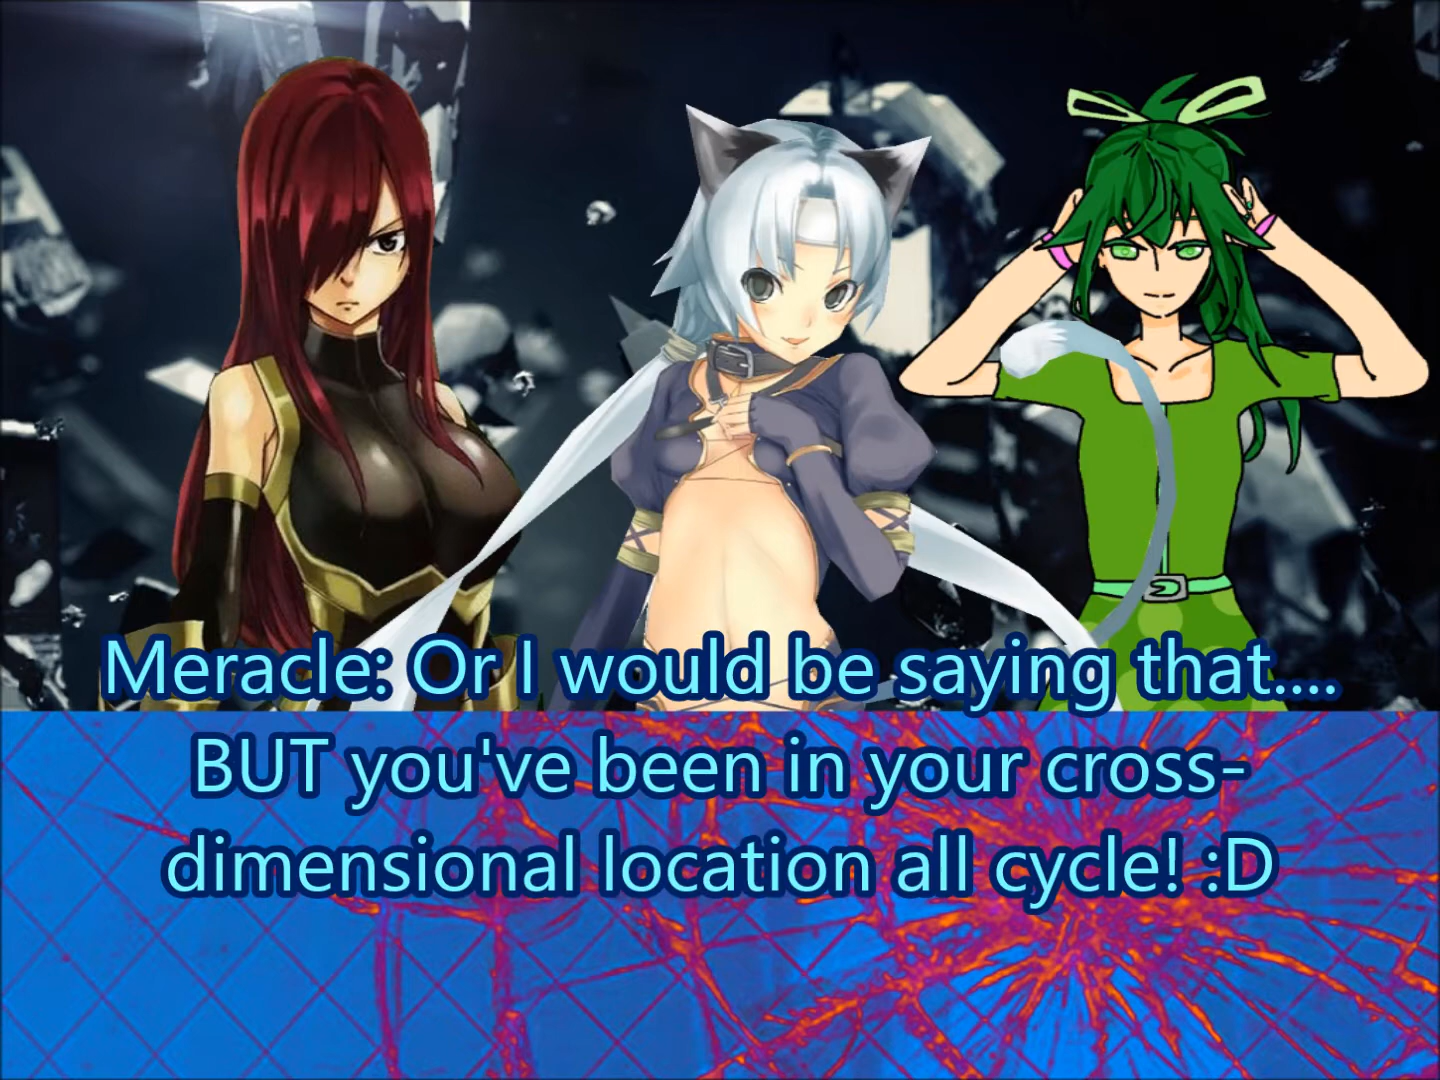 Meracle: Or I would be saying that....
BUT you've been in your cross-
dimensional location all cycle! :D